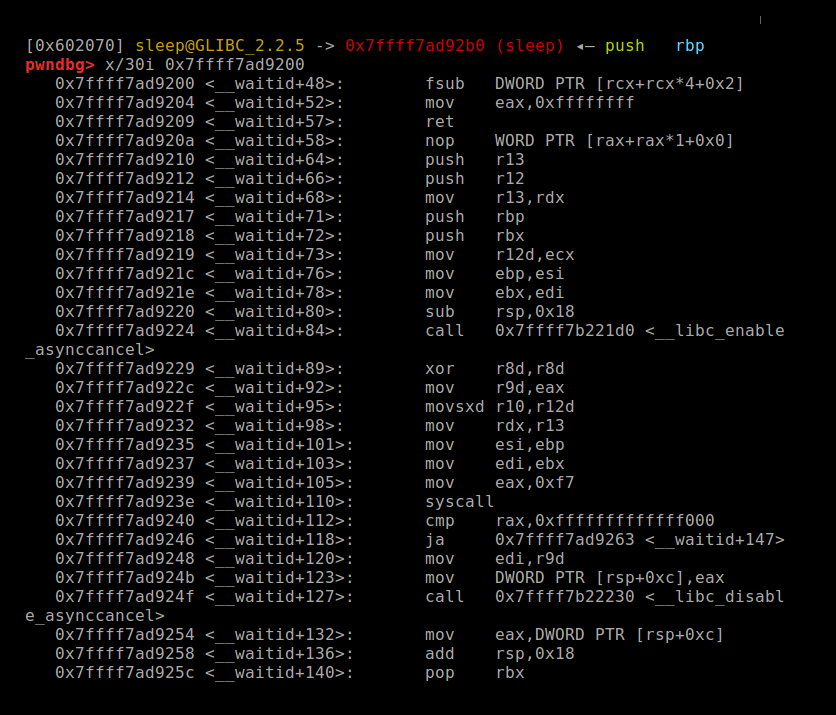 [0x602070] sleep@GLIBC_2.2.5 -> 0x7ffff7ad92b0 (sleep) ◂— push   rbp
pwndbg> x/30i 0x7ffff7ad9200
   0x7ffff7ad9200 <__waitid+48>:        fsub   DWORD PTR [rcx+rcx*4+0x2]
   0x7ffff7ad9204 <__waitid+52>:        mov    eax,0xffffffff
   0x7ffff7ad9209 <__waitid+57>:        ret
   0x7ffff7ad920a <__waitid+58>:        nop    WORD PTR [rax+rax*1+0x0]
   0x7ffff7ad9210 <__waitid+64>:        push   r13
   0x7ffff7ad9212 <__waitid+66>:        push   r12
   0x7ffff7ad9214 <__waitid+68>:        mov    r13,rdx
   0x7ffff7ad9217 <__waitid+71>:        push   rbp
   0x7ffff7ad9218 <__waitid+72>:        push   rbx
   0x7ffff7ad9219 <__waitid+73>:        mov    r12d,ecx
   0x7ffff7ad921c <__waitid+76>:        mov    ebp,esi
   0x7ffff7ad921e <__waitid+78>:        mov    ebx,edi
   0x7ffff7ad9220 <__waitid+80>:        sub    rsp,0x18
   0x7ffff7ad9224 <__waitid+84>:        call   0x7ffff7b221d0 <__libc_enable
_asynccancel>
   0x7ffff7ad9229 <__waitid+89>:        xor    r8d,r8d
   0x7ffff7ad922c <__waitid+92>:        mov    r9d,eax
   0x7ffff7ad922f <__waitid+95>:        movsxd r10,r12d
   0x7ffff7ad9232 <__waitid+98>:        mov    rdx,r13
   0x7ffff7ad9235 <__waitid+101>:       mov    esi,ebp
   0x7ffff7ad9237 <__waitid+103>:       mov    edi,ebx
   0x7ffff7ad9239 <__waitid+105>:       mov    eax,0xf7
   0x7ffff7ad923e <__waitid+110>:       syscall
   0x7ffff7ad9240 <__waitid+112>:       cmp    rax,0xfffffffffffff000
   0x7ffff7ad9246 <__waitid+118>:       ja     0x7ffff7ad9263 <__waitid+147>
   0x7ffff7ad9248 <__waitid+120>:       mov    edi,r9d
   0x7ffff7ad924b <__waitid+123>:       mov    DWORD PTR [rsp+0xc],eax
   0x7ffff7ad924f <__waitid+127>:       call   0x7ffff7b22230 <__libc_disabl
e_asynccancel>
   0x7ffff7ad9254 <__waitid+132>:       mov    eax,DWORD PTR [rsp+0xc]
   0x7ffff7ad9258 <__waitid+136>:       add    rsp,0x18
   0x7ffff7ad925c <__waitid+140>:       pop    rbx